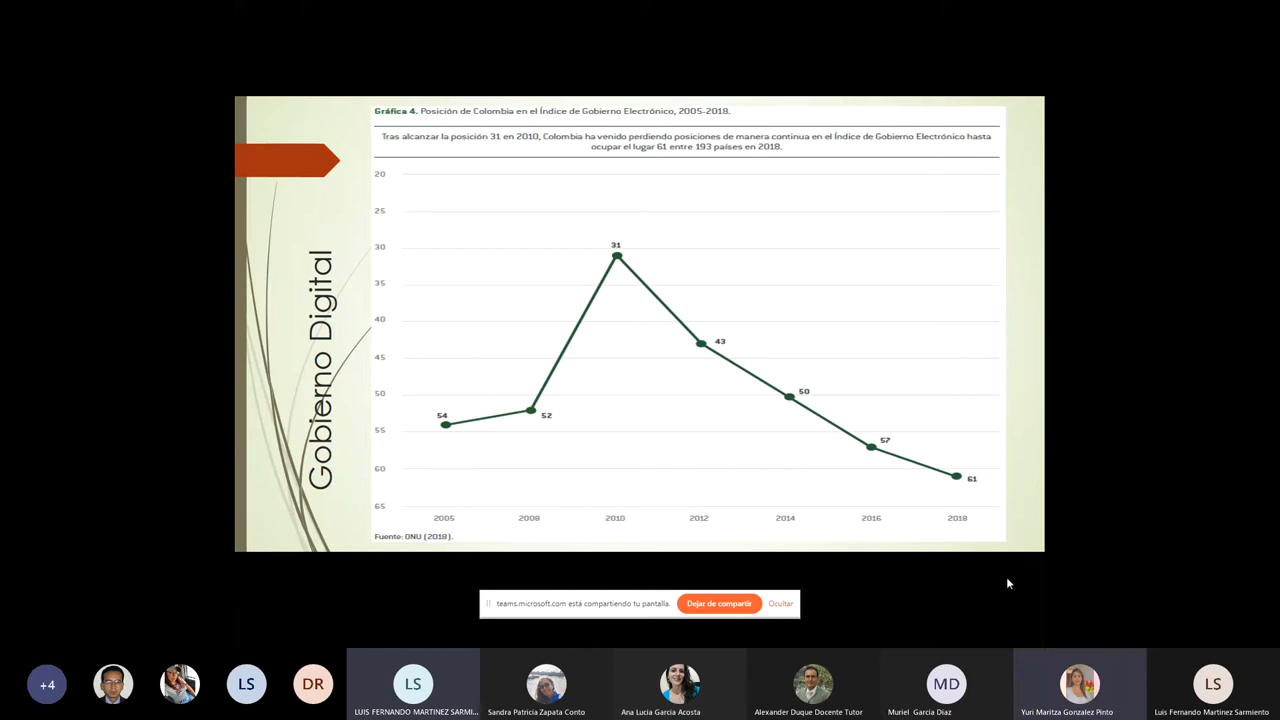 Gráfica 4. Posición de Colombia en el Índice de Gobierno Electrónico, 2005-2018.
Tras alcanzar la posición 31 en 2010, Colombia ha venido perdiendo posiciones de manera continua en el Índice de Gobierno Electrónico hasta
ocupar el lugar 61 entre 193 países en 2018.
Gobierno Digital
20
25
30
35
40
45
50
55
60
65
54
52
31
43
50
57
61
2005 2008 2010 2012 2014 2016 2018
Fuente: ONU (2018).
teams.microsoft.com está compartiendo tu pantalla. Dejar de compartir Ocultar
+4 LS DR LS MD LS
LUIS FERNANDO MARTINEZ SARMI... Sandra Patricia Zapata Conto Ana Lucia Garcia Acosta Alexander Duque Docente Tutor Muriel Garcia Diaz Yuri Maritza Gonzalez Pinto Luis Fernando Martinez Sarmiento